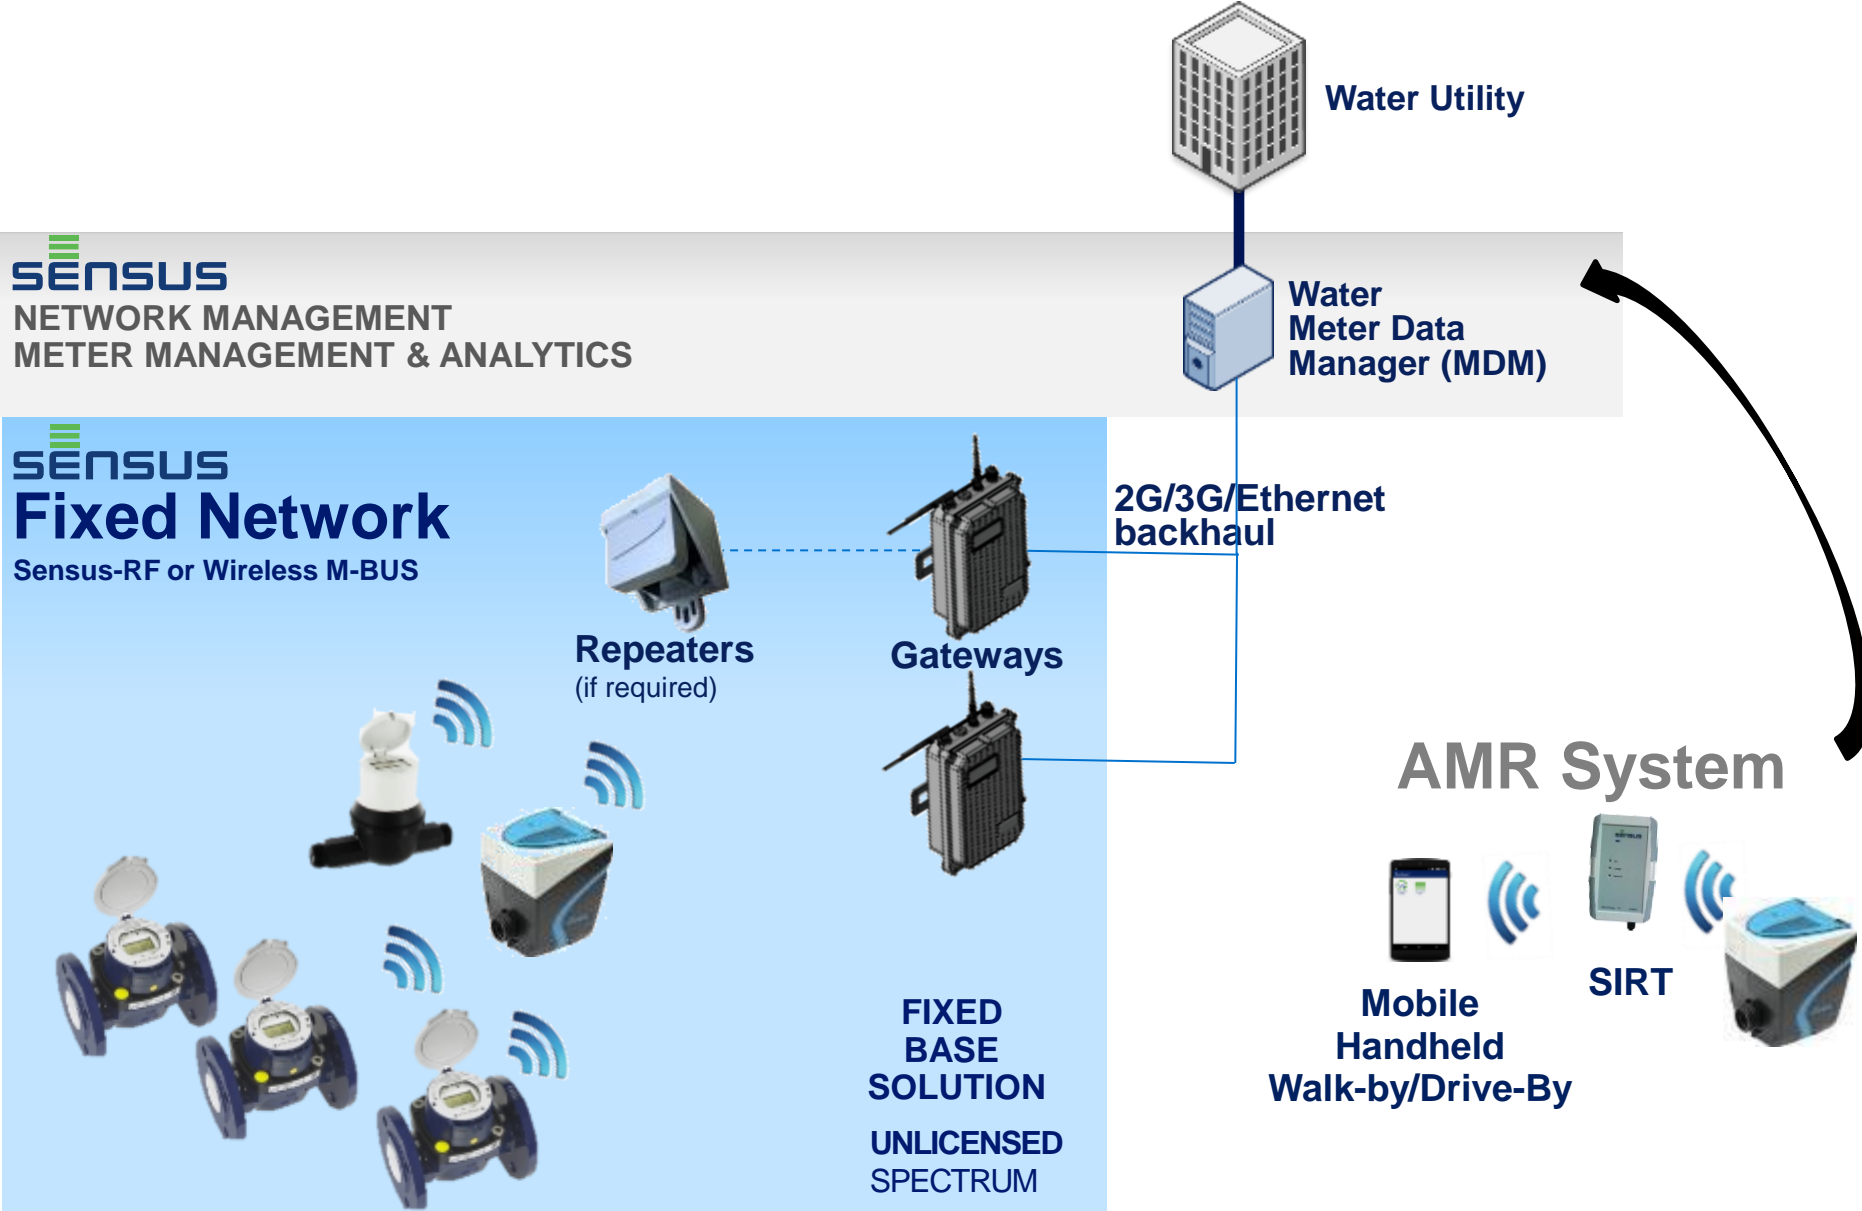 Water Utility
SENSUS
NETWORK MANAGEMENT
METER MANAGEMENT & ANALYTICS
Water
Meter Data
Manager (MDM)
SENSUS
Fixed Network
Sensus-RF or Wireless M-BUS
2G/3G/Ethernet
backhaul
Repeaters
(if required)
Gateways
AMR System
SENSUS
SIRT
Mobile
Handheld
Walk-by/Drive-By
FIXED
BASE
SOLUTION
UNLICENSED
SPECTRUM